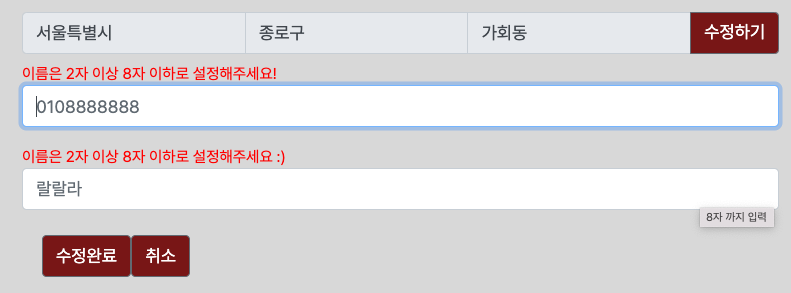 서울특별시 종로구 가회동 수정하기
이름은 2자 이상 8자 이하로 설정해주세요!
0108888888
이름은 2자 이상 8자 이하로 설정해주세요 :)
랄랄라
8자 까지 입력
수정완료 취소